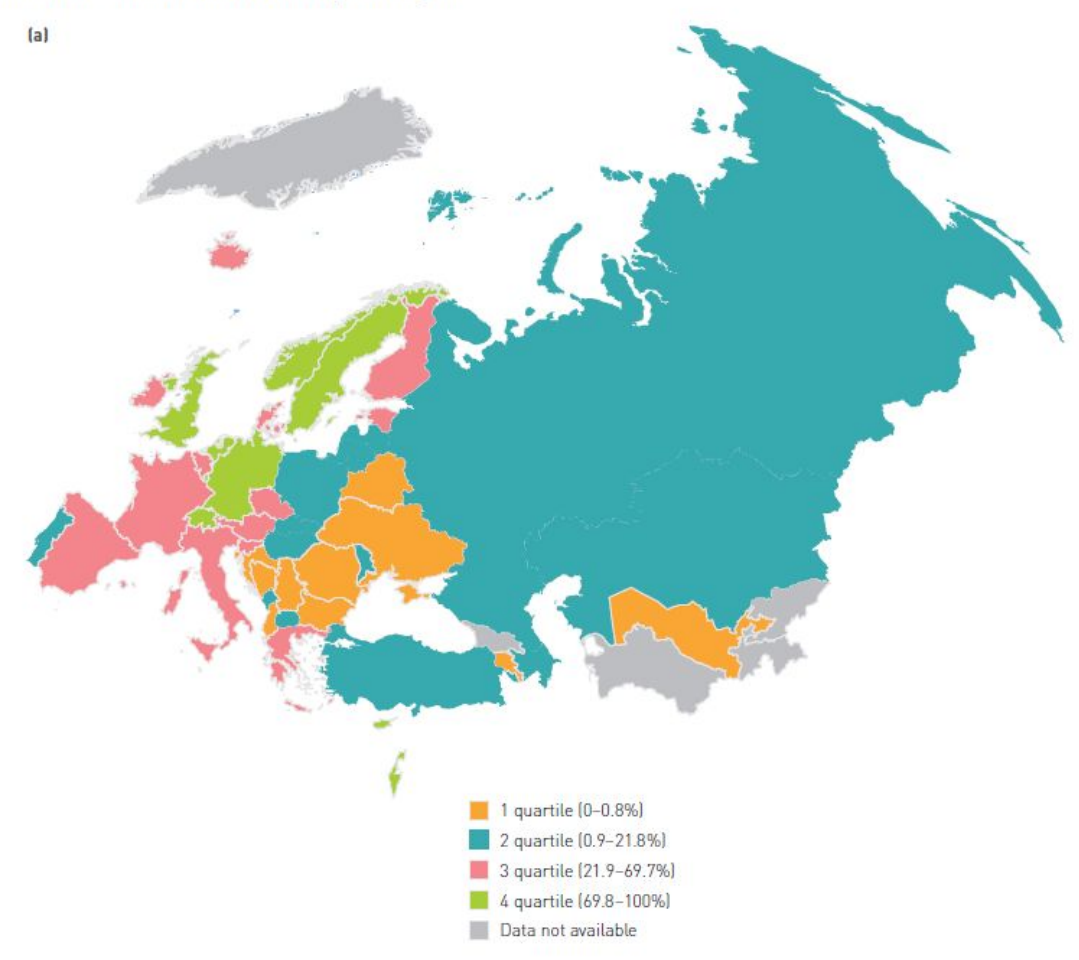 (a)
1 quartile (0–0.8%)
2 quartile (0.9–21.8%)
3 quartile (21.9–69.7%)
4 quartile (69.8–100%)
Data not available